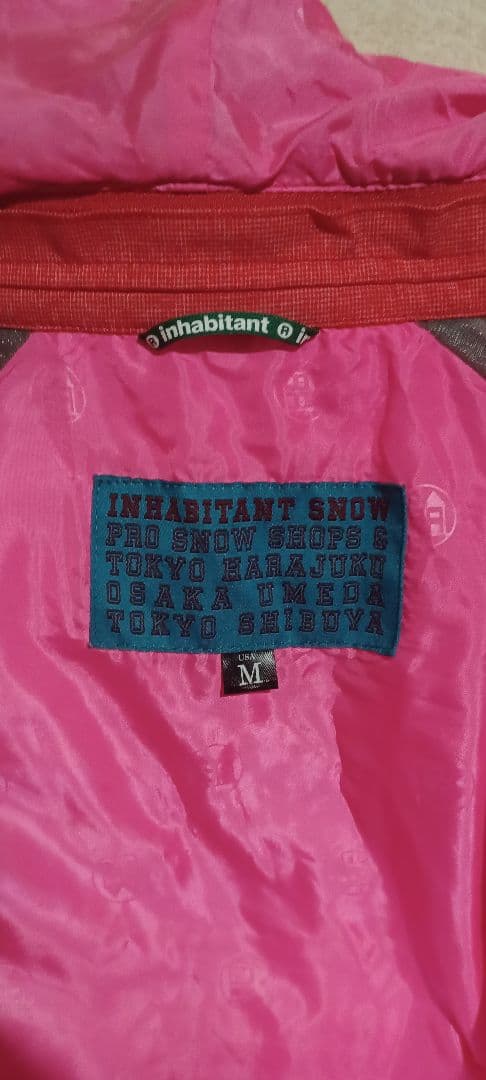 ® inhabitant ® i
INHABITANT SNOW
PRO SNOW SHOPS &
TOKYO HARAJUKU
OSAKA UMEDA
TOKYO SHIBUYA
USA
M